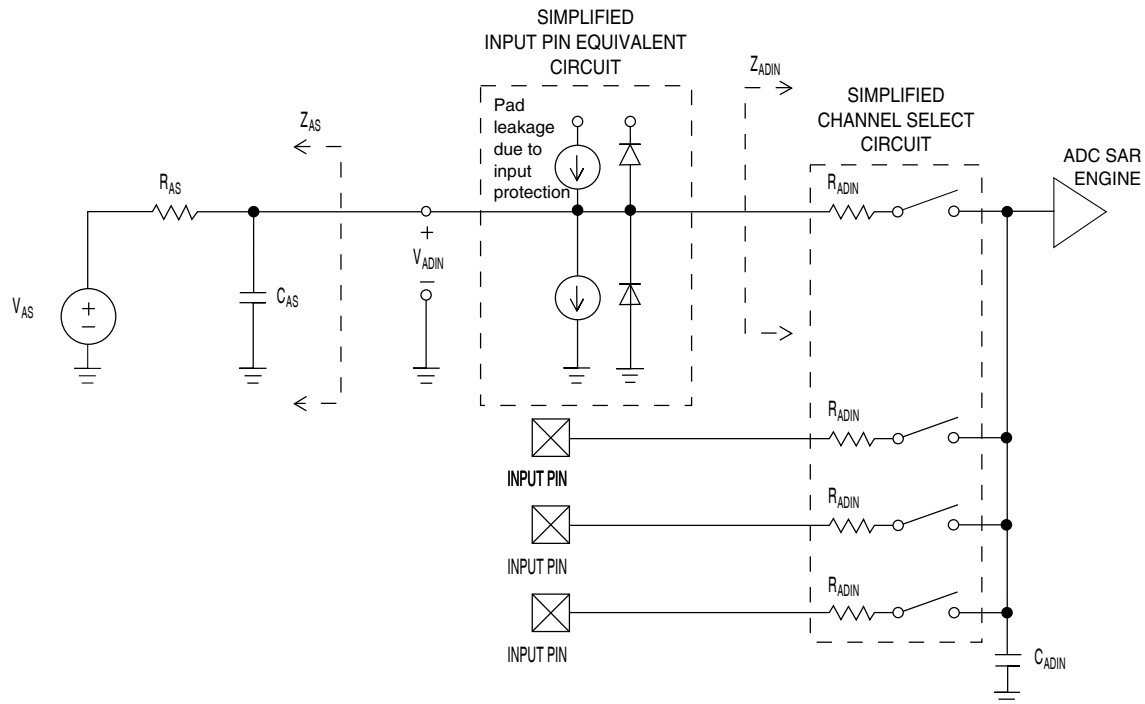 SIMPLIFIED
INPUT PIN EQUIVALENT
CIRCUIT
Pad
leakage
due to
input
protection
ZAS
ZADIN
SIMPLIFIED
CHANNEL SELECT
CIRCUIT
ADC SAR
ENGINE
RAS
RADIN
+
VADIN
−
VAS
+
−
CAS
RADIN
INPUT PIN
RADIN
INPUT PIN
RADIN
INPUT PIN
CADIN